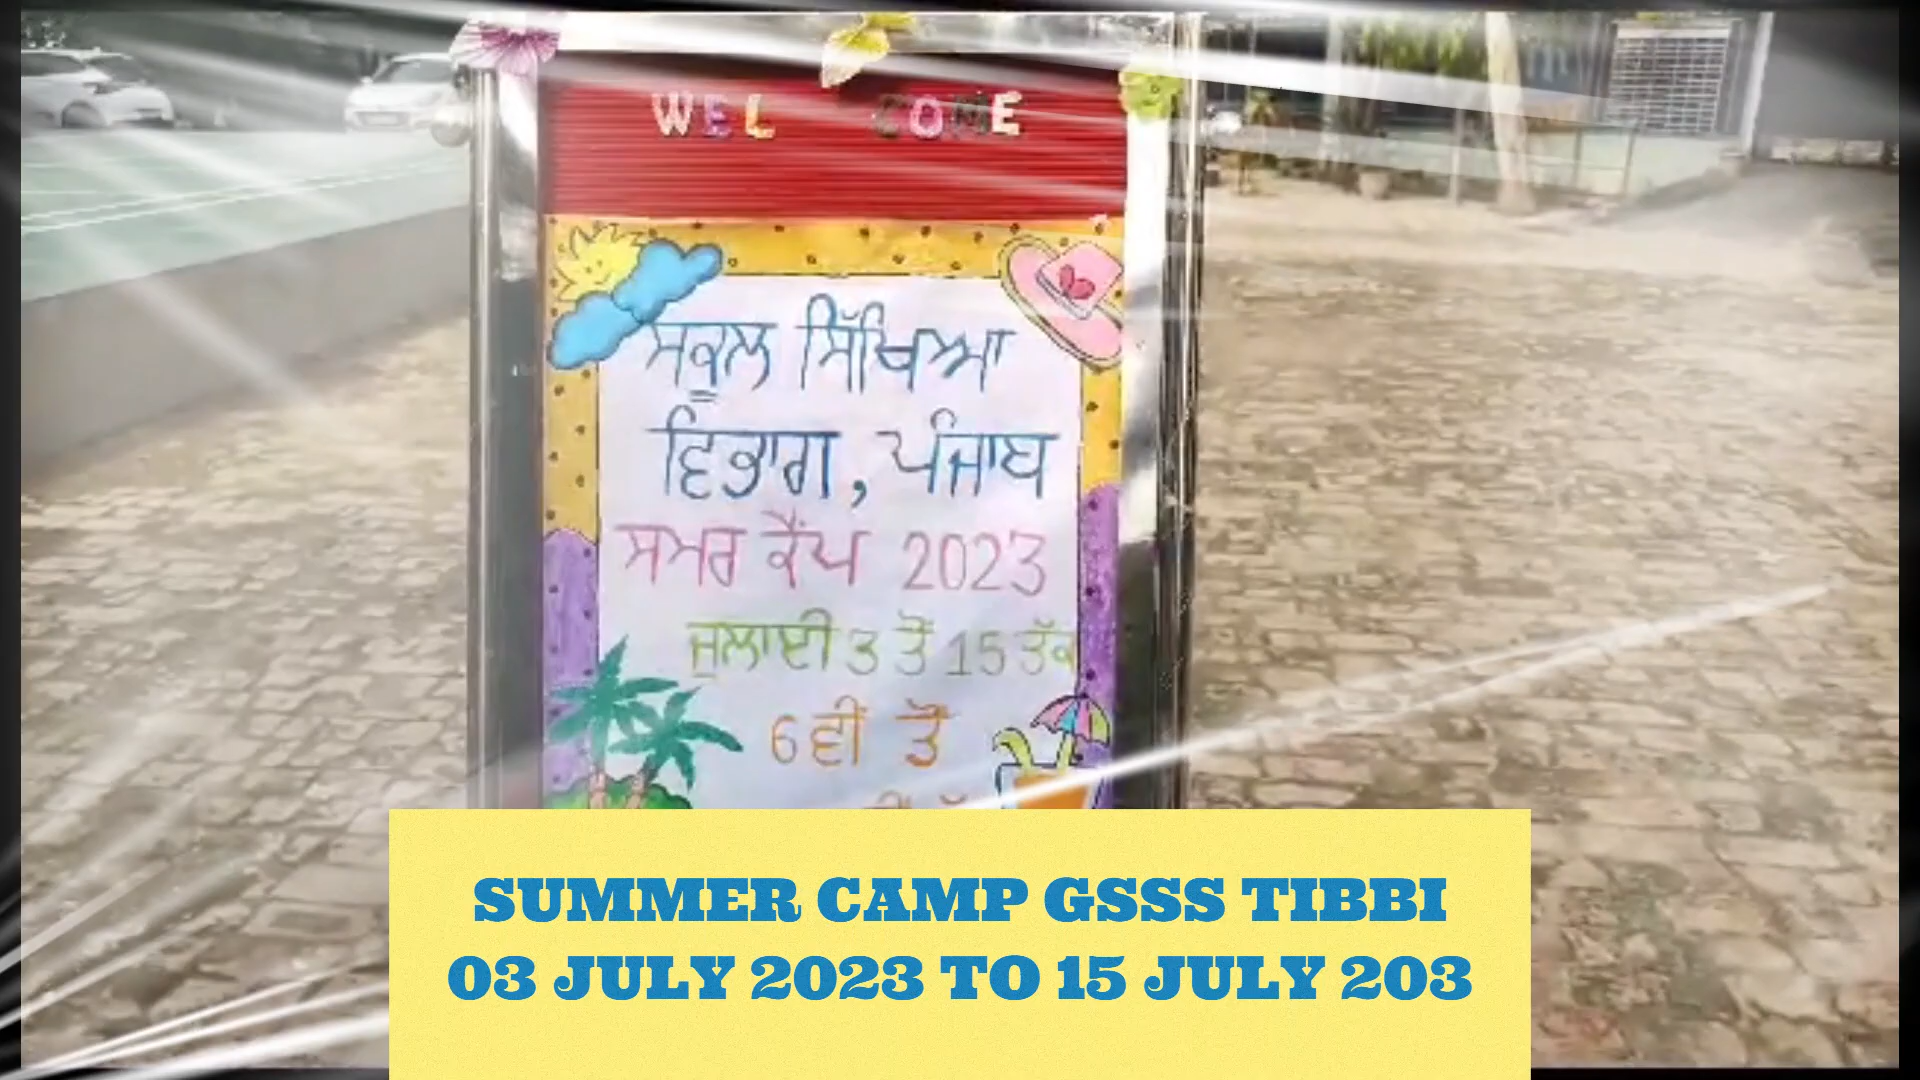 WEL COME
ਸਕੂਲ ਸਿੱਖਿਆ
ਵਿਭਾਗ, ਪੰਜਾਬ
ਸਮਰ ਕੈਂਪ 2023
ਜੁਲਾਈ 3 ਤੋਂ 15 ਤੱਕ
6ਵੀਂ ਤੋਂ
SUMMER CAMP GSSS TIBBI
03 JULY 2023 TO 15 JULY 203